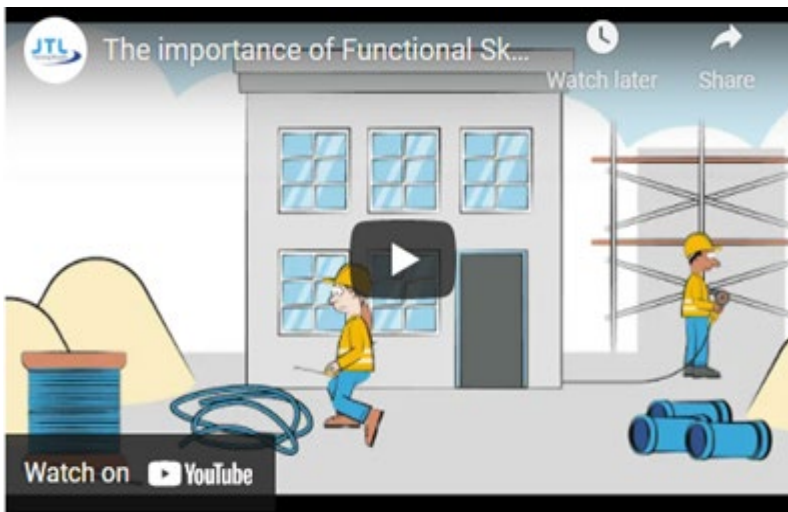 JTL
The importance of Functional Sk...
Watch later
Share
Watch on YouTube